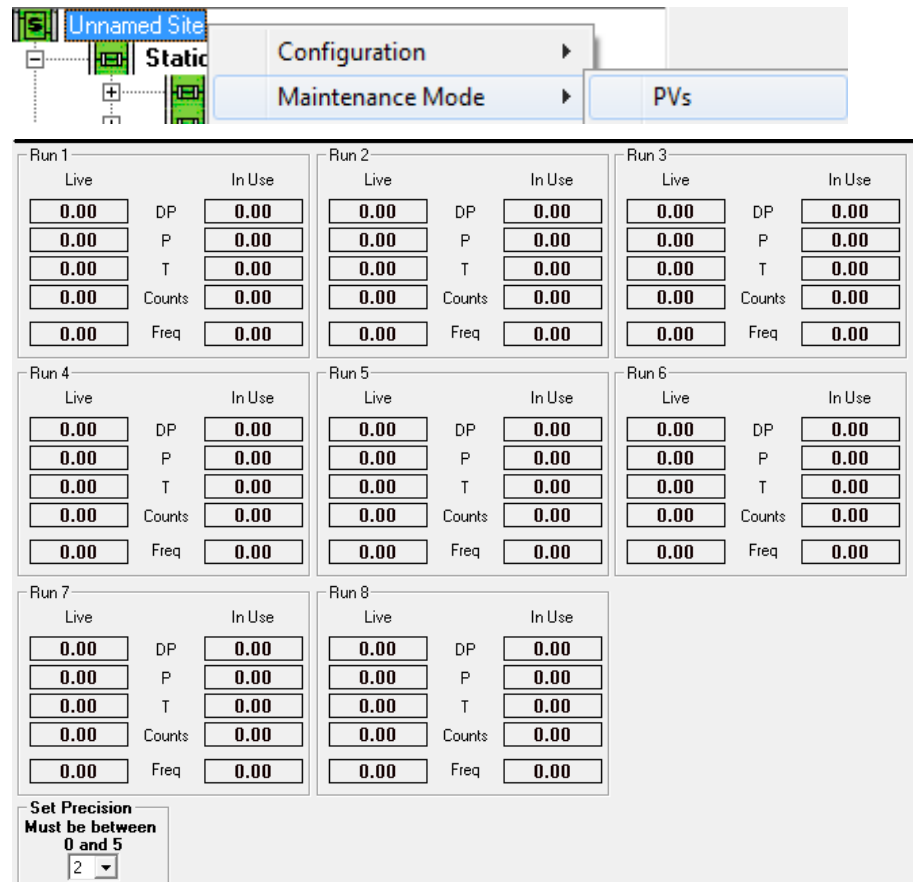 Unnamed Site
Configuration
Static
Maintenance Mode PVs
Run 1 Run 2 Run 3
Live In Use Live In Use Live In Use
0.00 DP 0.00 0.00 DP 0.00 0.00 DP 0.00
0.00 P 0.00 0.00 P 0.00 0.00 P 0.00
0.00 T 0.00 0.00 T 0.00 0.00 T 0.00
0.00 Counts 0.00 0.00 Counts 0.00 0.00 Counts 0.00
0.00 Freq 0.00 0.00 Freq 0.00 0.00 Freq 0.00
Run 4 Run 5 Run 6
Live In Use Live In Use Live In Use
0.00 DP 0.00 0.00 DP 0.00 0.00 DP 0.00
0.00 P 0.00 0.00 P 0.00 0.00 P 0.00
0.00 T 0.00 0.00 T 0.00 0.00 T 0.00
0.00 Counts 0.00 0.00 Counts 0.00 0.00 Counts 0.00
0.00 Freq 0.00 0.00 Freq 0.00 0.00 Freq 0.00
Run 7 Run 8
Live In Use Live In Use
0.00 DP 0.00 0.00 DP 0.00
0.00 P 0.00 0.00 P 0.00
0.00 T 0.00 0.00 T 0.00
0.00 Counts 0.00 0.00 Counts 0.00
0.00 Freq 0.00 0.00 Freq 0.00
Set Precision
Must be between
0 and 5
2